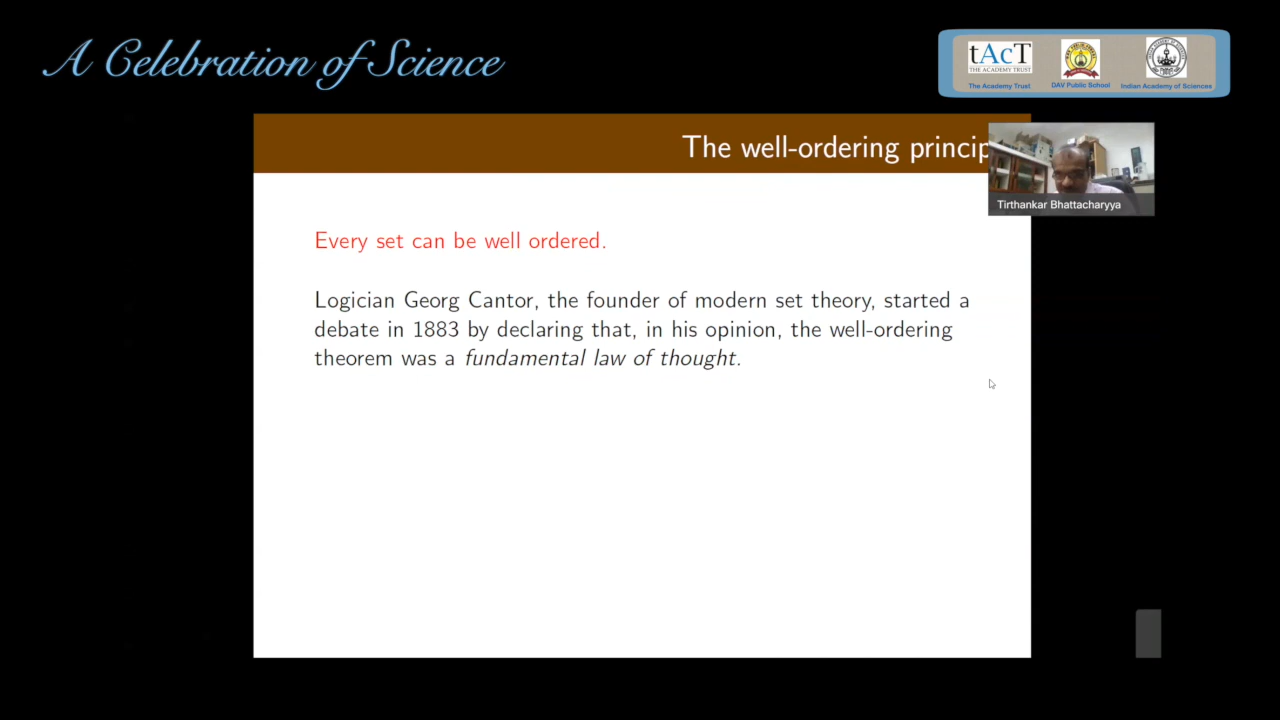 A Celebration of Science
tAcT
THE ACADEMY TRUST
The Academy Trust
DAV Public School
Indian Academy of Sciences
The well-ordering princip
Tirthankar Bhattacharyya
Every set can be well ordered.
Logician Georg Cantor, the founder of modern set theory, started a
debate in 1883 by declaring that, in his opinion, the well-ordering
theorem was a fundamental law of thought.